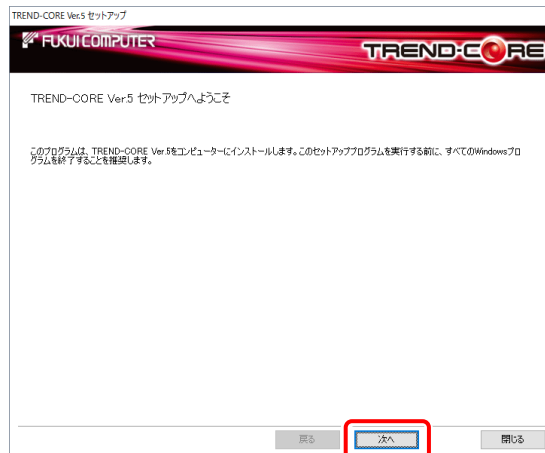 TREND-CORE Ver.5 セットアップ
FUKUI COMPUTER
TREND-CORE
TREND-CORE Ver.5 セットアップへようこそ
このプログラムは、TREND-CORE Ver.5をコンピューターにインストールします。このセットアッププログラムを実行する前に、すべてのWindowsプロ
グラムを終了することを推奨します。
戻る
次へ
閉じる